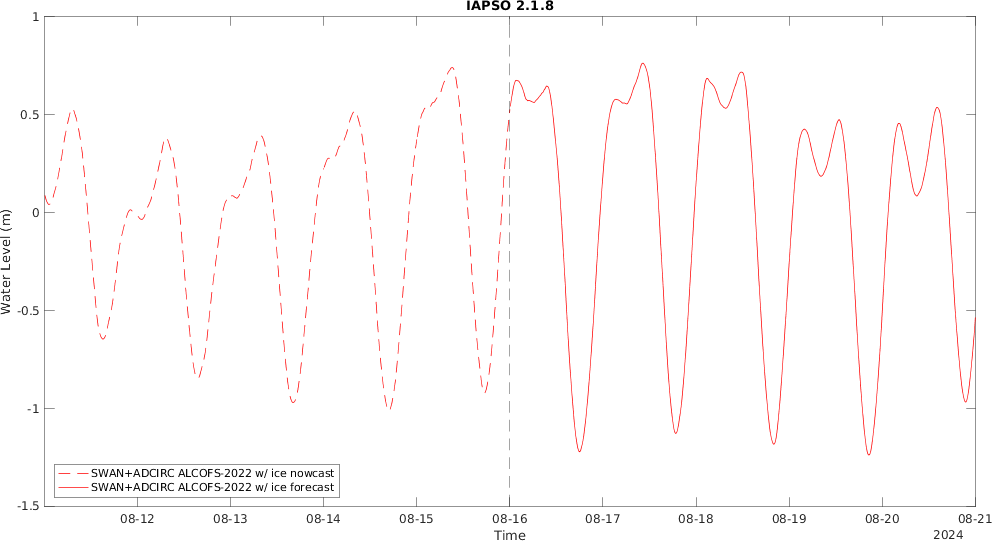 IAPSO 2.1.8
1
0.5
0
-0.5
-1
-1.5
Water Level (m)
SWAN+ADCIRC ALCOFS-2022 w/ ice nowcast
SWAN+ADCIRC ALCOFS-2022 w/ ice forecast
08-12 08-13 08-14 08-15 08-16 08-17 08-18 08-19 08-20 08-21
Time
2024